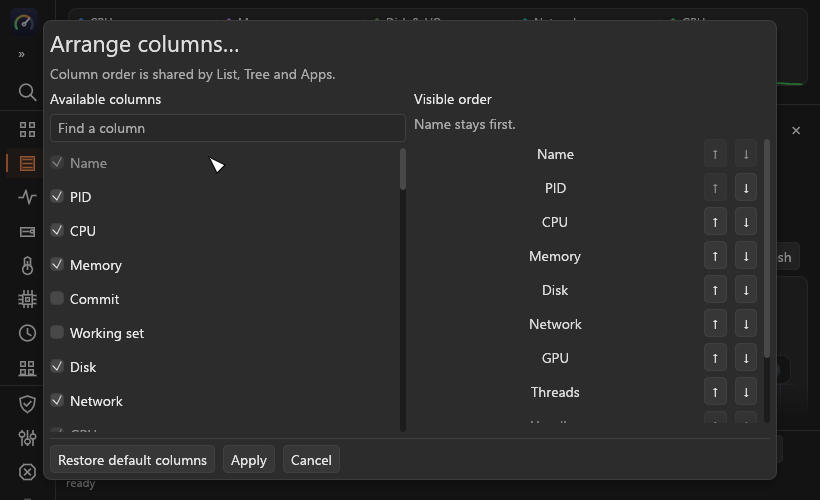 Arrange columns...
Column order is shared by List, Tree and Apps.
Available columns
Find a column
Name
PID
CPU
Memory
Commit
Working set
Disk
Network
Visible order
Name stays first.
Name
PID
CPU
Memory
Disk
Network
GPU
Threads
Restore default columns
Apply
Cancel
ready